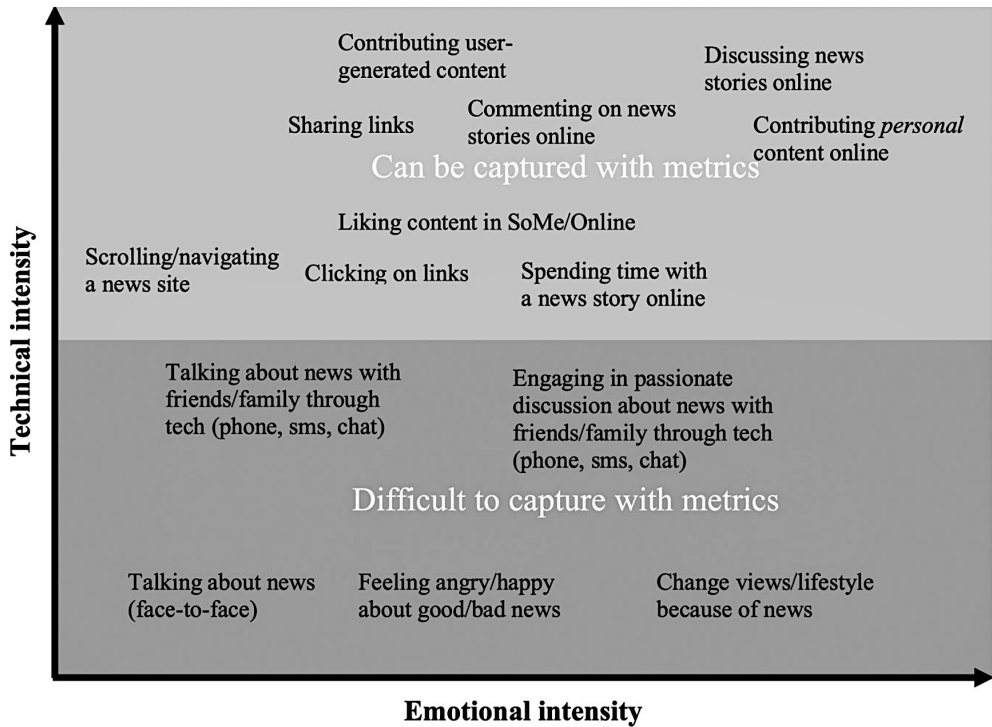 Contributing user-
generated content
Discussing news
stories online
Sharing links
Commenting on news
stories online
Contributing personal
content online
Can be captured with metrics
Liking content in SoMe/Online
Scrolling/navigating
a news site
Clicking on links
Spending time with
a news story online
Technical intensity
Talking about news with
friends/family through
tech (phone, sms, chat)
Engaging in passionate
discussion about news with
friends/family through tech
(phone, sms, chat)
Difficult to capture with metrics
Talking about news
(face-to-face)
Feeling angry/happy
about good/bad news
Change views/lifestyle
because of news
Emotional intensity